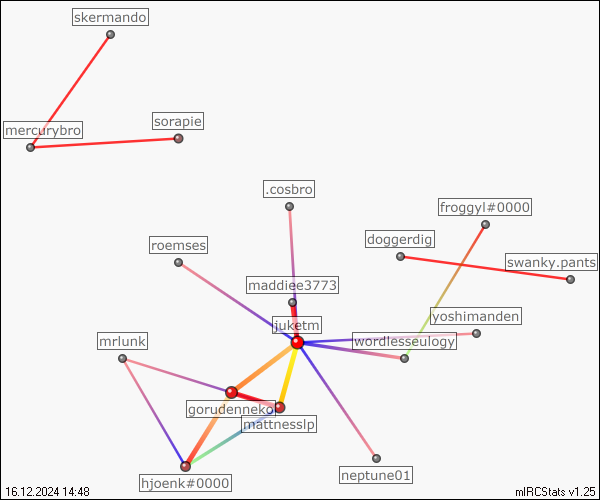 skermando
mercurybro
sorapie
.cosbro
froggyl#0000
roemses
doggerdig
swanky.pants
maddiee3773
yoshimanden
juketm
mrlunk
wordlesseulogy
gorudenneko
mattnesslp
hjoenk#0000
neptune01
16.12.2024 14:48
mIRCStats v1.25